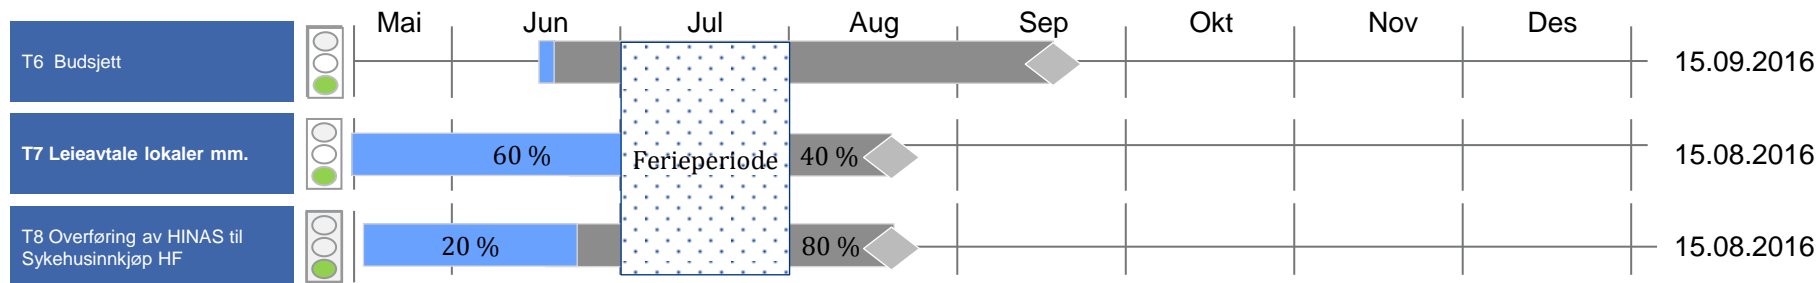 Mai Jun Jul Aug Sep Okt Nov Des
T6 Budsjett
15.09.2016
T7 Leieavtale lokaler mm.
60 %
Ferieperiode
40 %
15.08.2016
T8 Overføring av HINAS til
Sykehusinnkjøp HF
20 %
80 %
15.08.2016